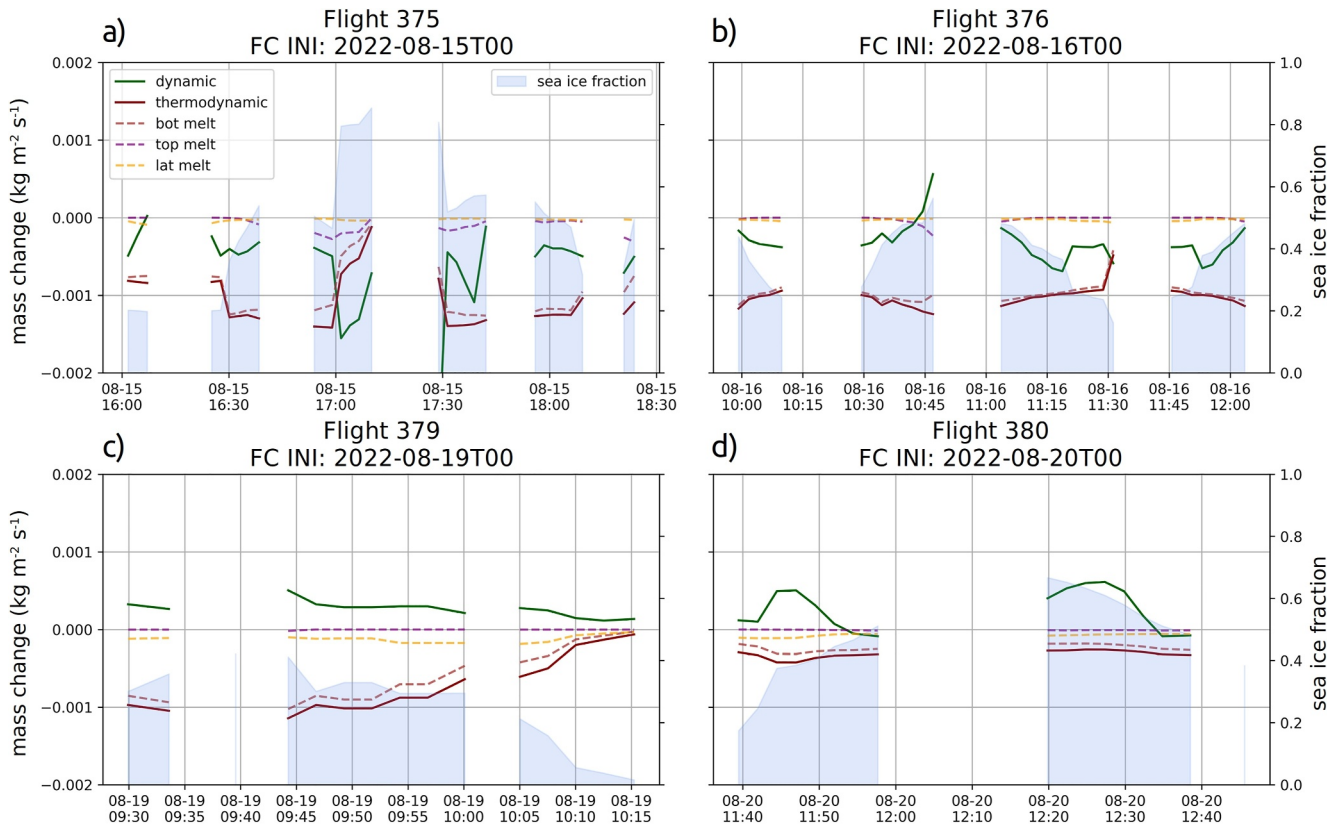 a)
Flight 375
FC INI: 2022-08-15T00
b)
Flight 376
FC INI: 2022-08-16T00
mass change (kg m-2 s-1)
0.002
0.001
0.000
−0.001
−0.002
dynamic
thermodynamic
bot melt
top melt
lat melt
sea ice fraction
08-15 08-15 08-15 08-15 08-15 08-15
16:00 16:30 17:00 17:30 18:00 18:30
1.0
0.8
0.6
0.4
0.2
0.0
sea ice fraction
08-16 08-16 08-16 08-16 08-16 08-16 08-16 08-16 08-16
10:00 10:15 10:30 10:45 11:00 11:15 11:30 11:45 12:00
c)
Flight 379
FC INI: 2022-08-19T00
d)
Flight 380
FC INI: 2022-08-20T00
mass change (kg m-2 s-1)
0.002
0.001
0.000
−0.001
−0.002
08-19 08-19 08-19 08-19 08-19 08-19 08-19 08-19 08-19 08-19
09:30 09:35 09:40 09:45 09:50 09:55 10:00 10:05 10:10 10:15
1.0
0.8
0.6
0.4
0.2
0.0
sea ice fraction
08-20 08-20 08-20 08-20 08-20 08-20 08-20
11:40 11:50 12:00 12:10 12:20 12:30 12:40